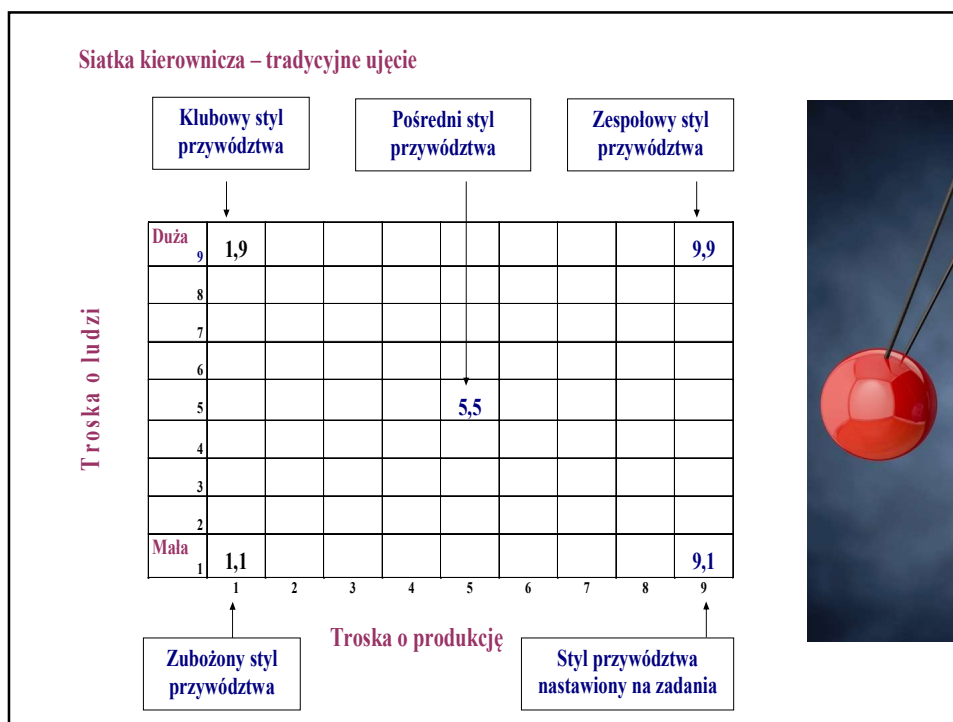 Siatka kierownicza – tradycyjne ujęcie
Klubowy styl
przywództwa
Pośredni styl
przywództwa
Zespołowy styl
przywództwa
Troska o ludzi
Duża
9 1,9 9,9
8
7
6
5 5,5
4
3
2
Mała
1 1,1 9,1
1 2 3 4 5 6 7 8 9
Troska o produkcję
Zubożony styl
przywództwa
Styl przywództwa
nastawiony na zadania